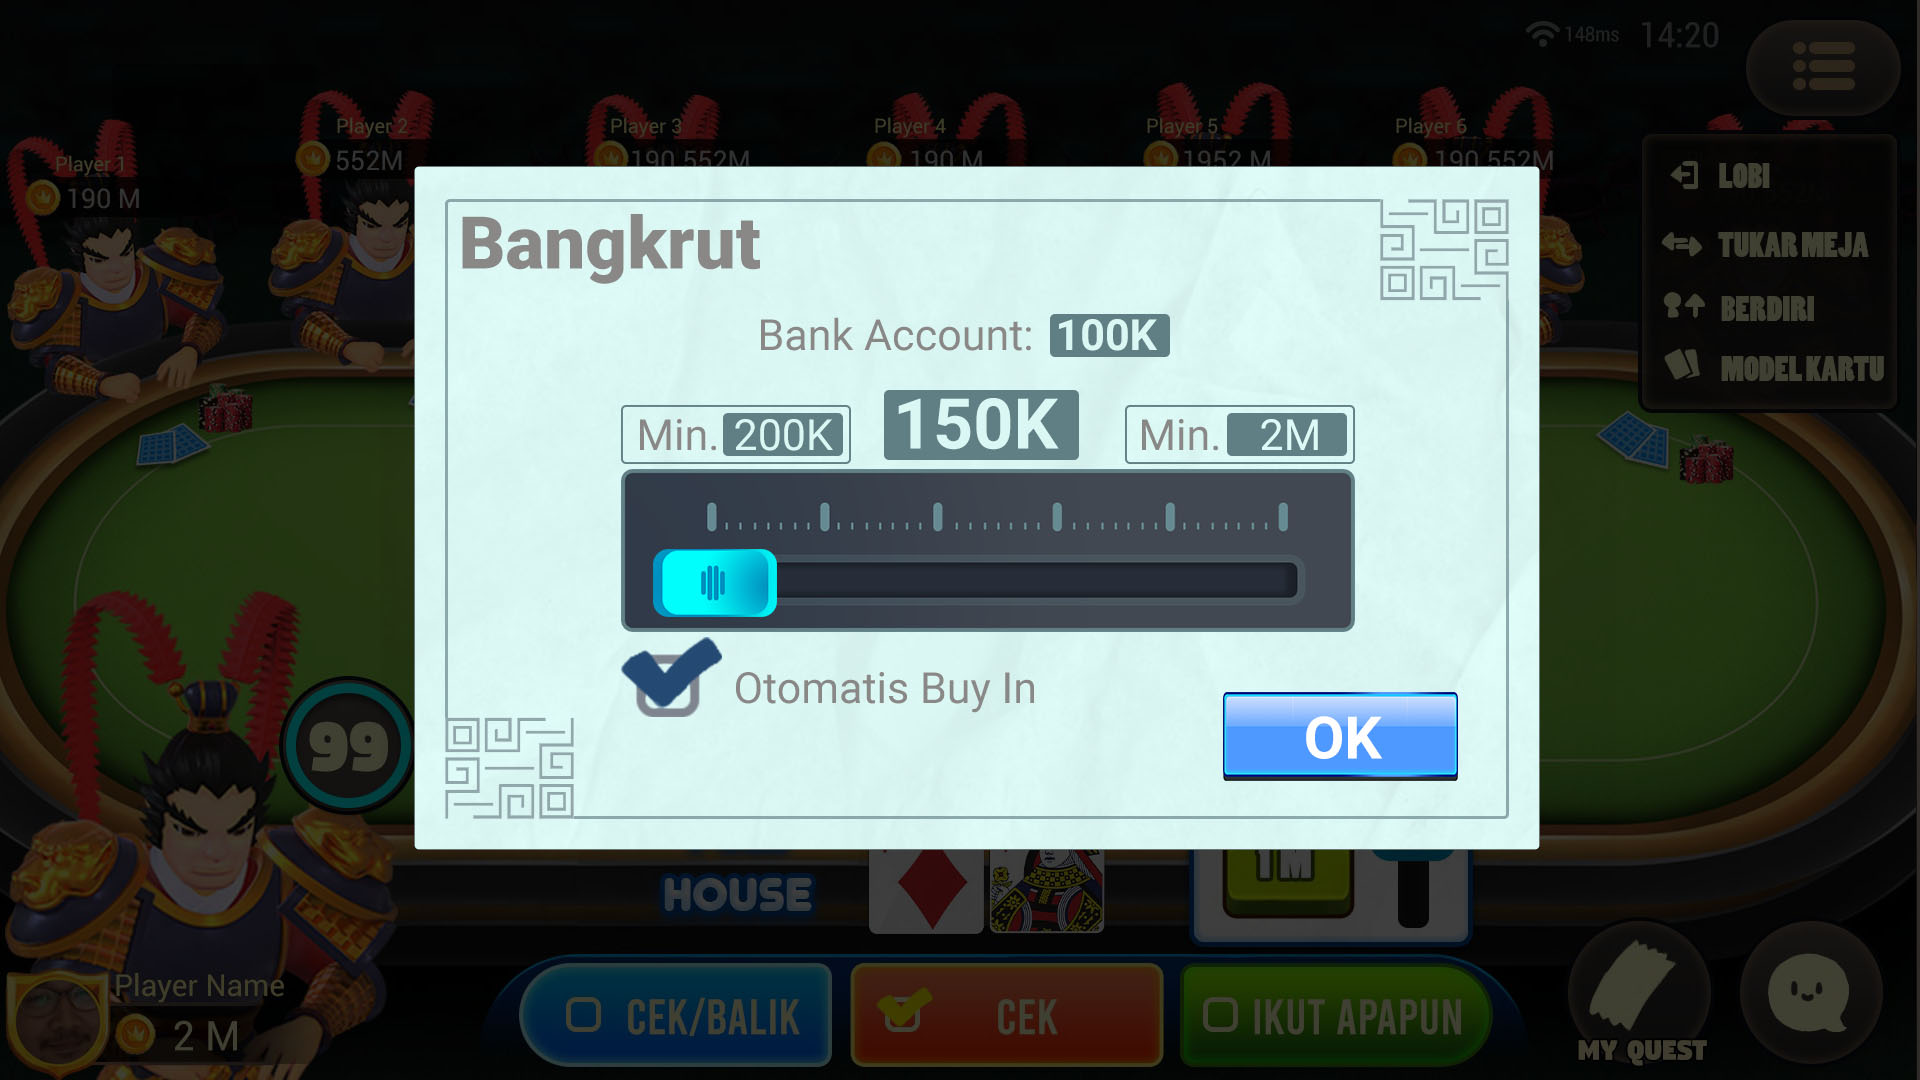 148ms 14:20
Player 1
190 M
Player 2
552M
Player 3
190.552M
Player 4
190 M
Player 5
1952 M
Player 6
190.552M
LOBI
TUKAR MEJA
BERDIRI
MODEL KARTU
Bangkrut
Bank Account: 100K
Min. 200K
150K
Min. 2M
Otomatis Buy In
OK
99
HOUSE
1M
Player Name
2 M
CEK/BALIK
CEK
IKUT APAPUN
MY QUEST